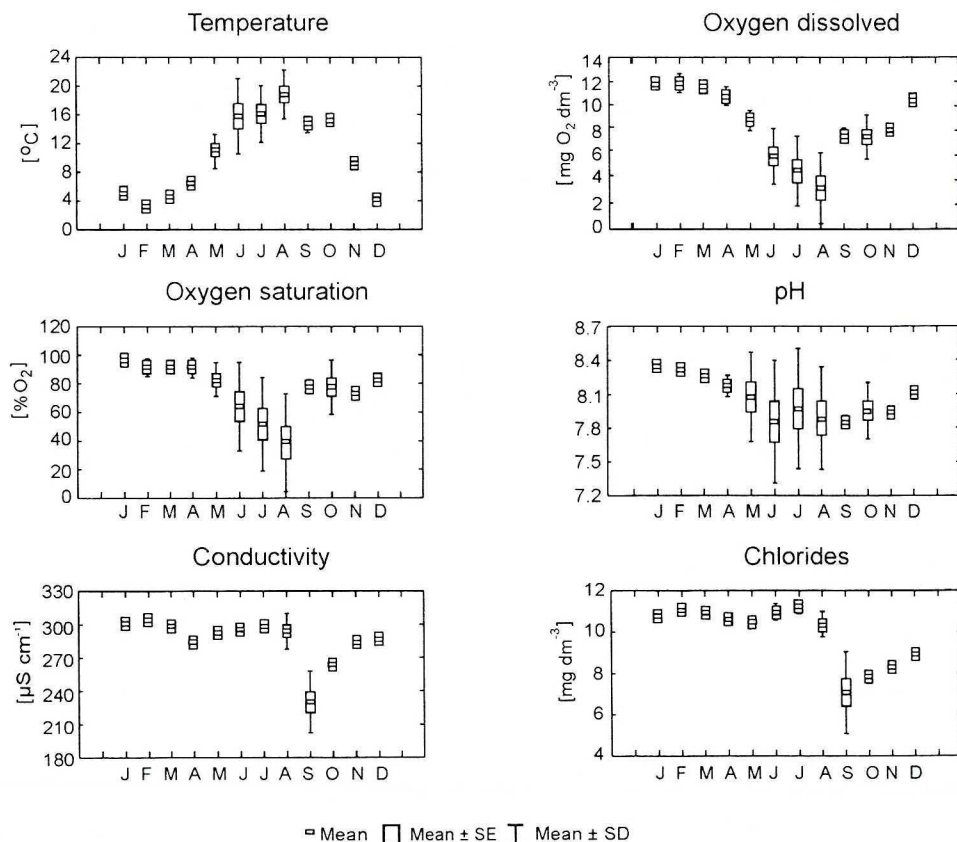 Temperature
[°C]
24
20
16
12
8
4
0
J F M A M J J A S O N D
Oxygen dissolved
[mg O₂ dm⁻³]
14
12
10
8
6
4
2
0
J F M A M J J A S O N D
Oxygen saturation
[% O₂]
120
100
80
60
40
20
0
J F M A M J J A S O N D
pH
8.7
8.4
8.1
7.8
7.5
7.2
J F M A M J J A S O N D
Conductivity
[µS cm⁻¹]
330
300
270
240
210
180
J F M A M J J A S O N D
Chlorides
[mg dm⁻³]
12
10
8
6
4
J F M A M J J A S O N D
Mean Mean ± SE Mean ± SD